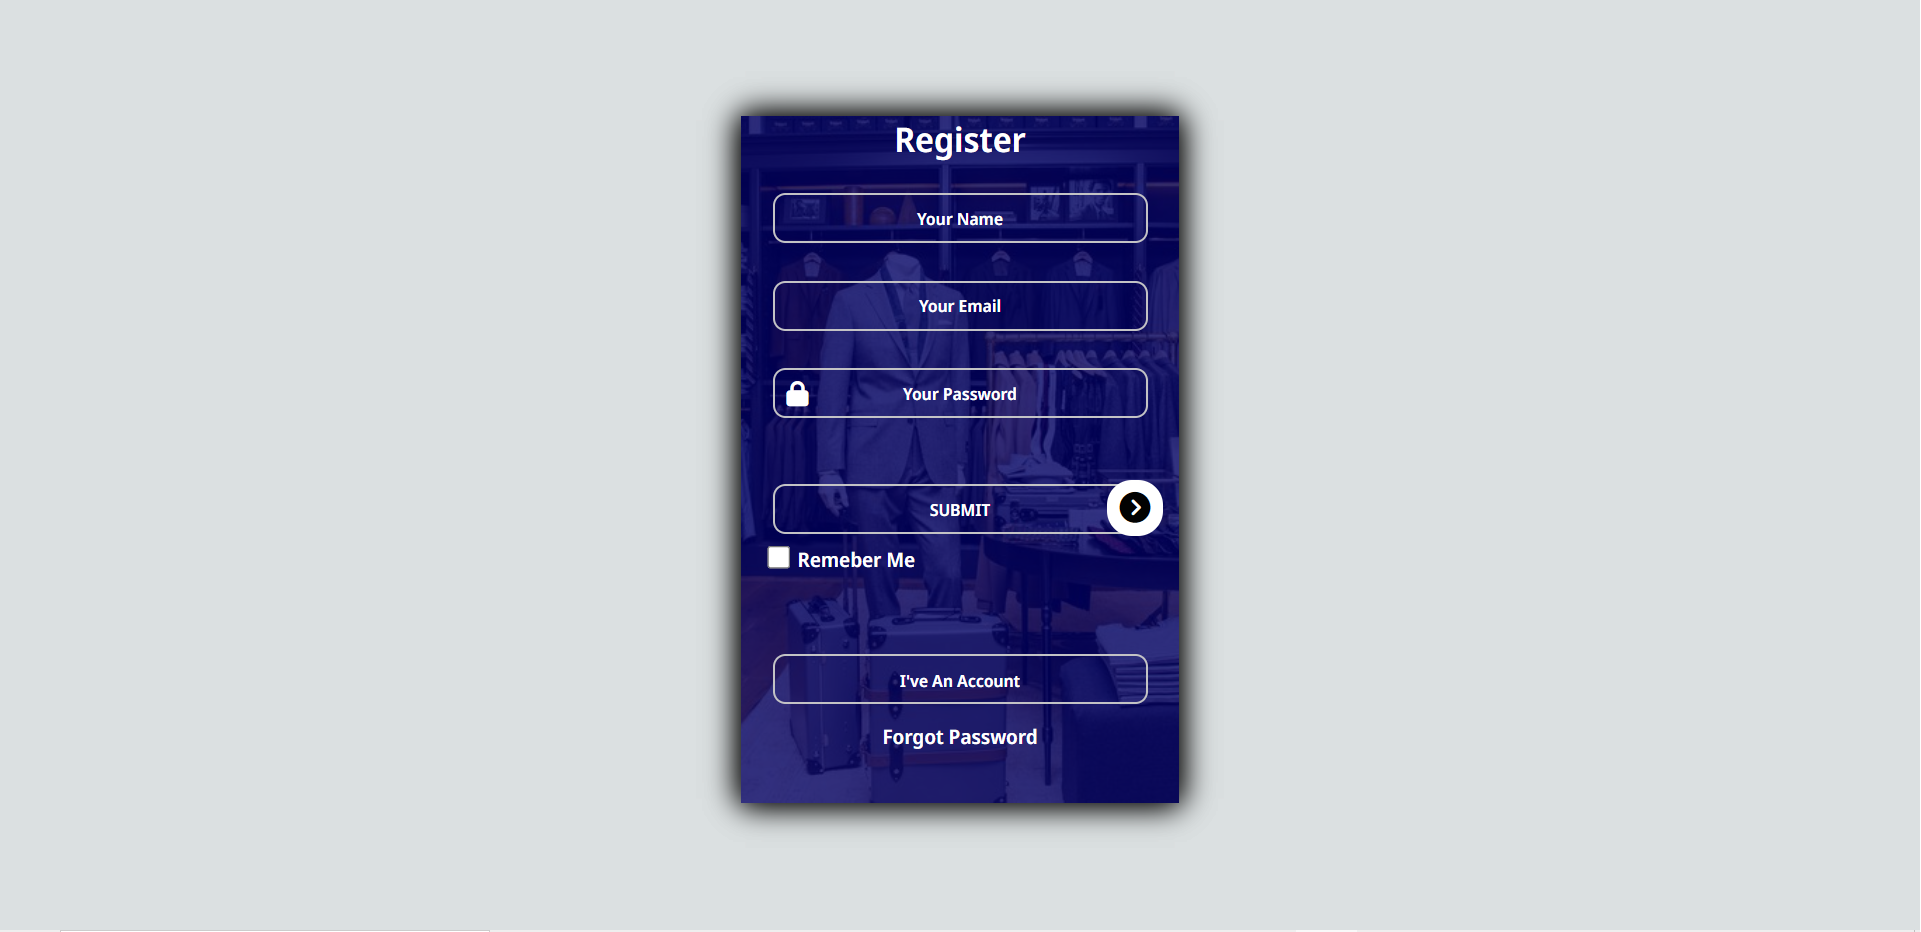 Register
Your Name
Your Email
Your Password
SUBMIT
Remeber Me
I've An Account
Forgot Password